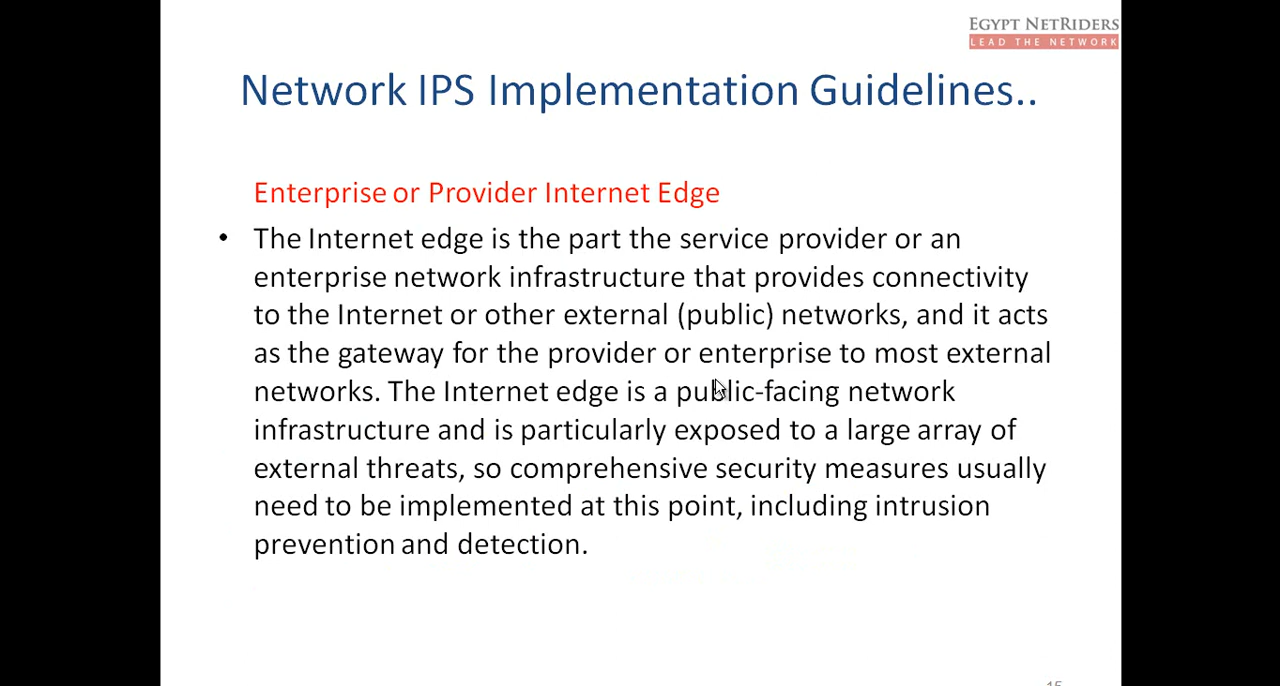 EGYPT NETRIDERS
LEAD THE NETWORK
Network IPS Implementation Guidelines..
Enterprise or Provider Internet Edge
• The Internet edge is the part the service provider or an
enterprise network infrastructure that provides connectivity
to the Internet or other external (public) networks, and it acts
as the gateway for the provider or enterprise to most external
networks. The Internet edge is a public-facing network
infrastructure and is particularly exposed to a large array of
external threats, so comprehensive security measures usually
need to be implemented at this point, including intrusion
prevention and detection.